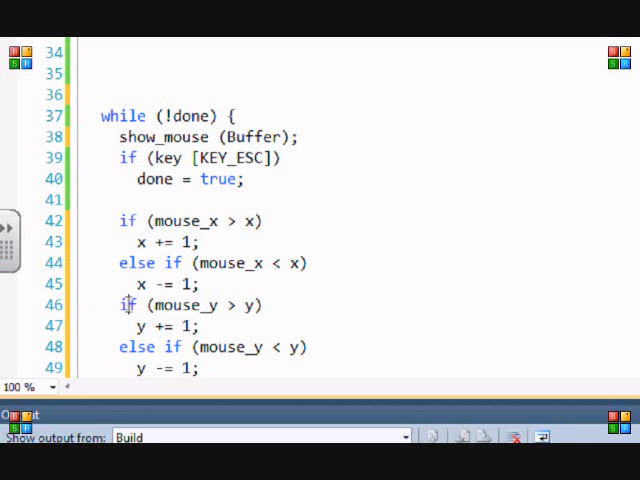 34
35
36
37 while (!done) {
38 show_mouse (Buffer);
39 if (key [KEY_ESC])
40 done = true;
41
42 if (mouse_x > x)
43 x += 1;
44 else if (mouse_x < x)
45 x -= 1;
46 if (mouse_y > y)
47 y += 1;
48 else if (mouse_y < y)
49 y -= 1;
100 %
Show output from: Build